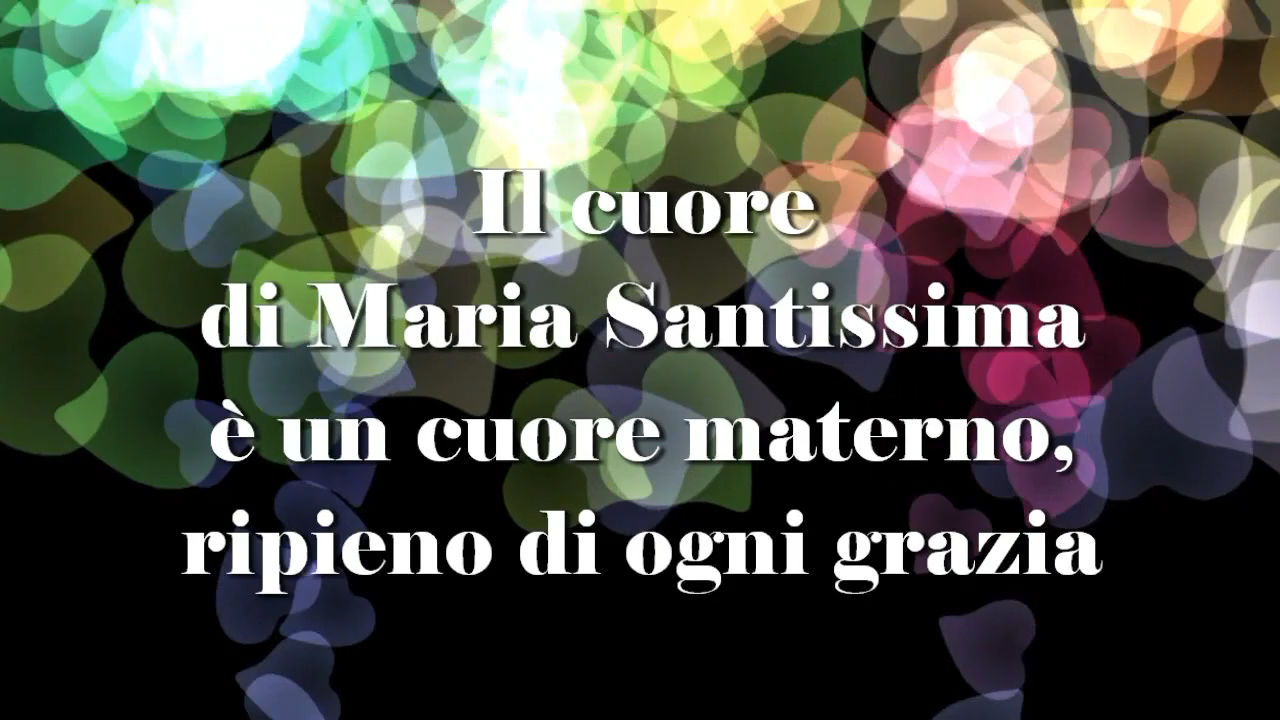 Il cuore
di Maria Santissima
è un cuore materno,
ripieno di ogni grazia